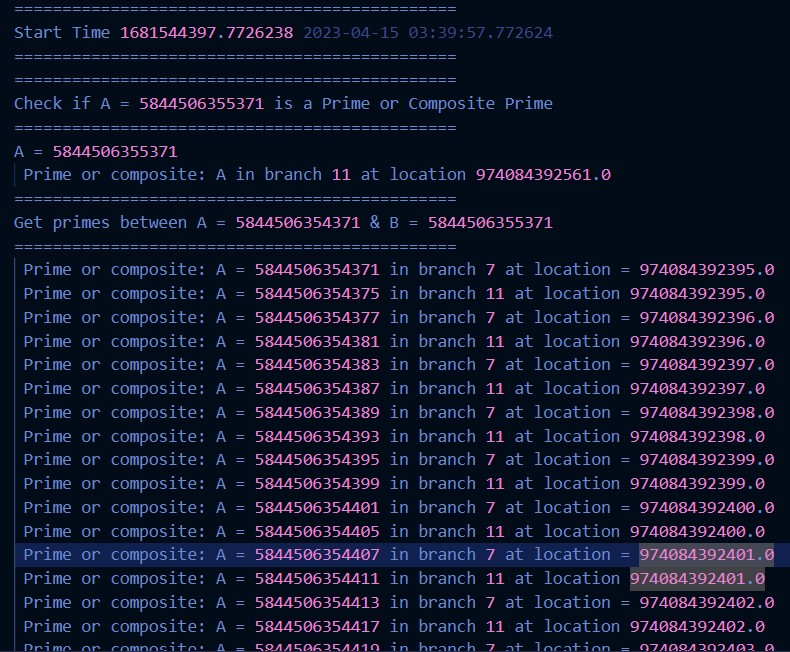 ==============================================
Start Time 1681544397.7726238 2023-04-15 03:39:57.772624
==============================================
==============================================
Check if A = 5844506355371 is a Prime or Composite Prime
==============================================
A = 5844506355371
Prime or composite: A in branch 11 at location 974084392561.0
==============================================
Get primes between A = 5844506354371 & B = 5844506355371
==============================================
Prime or composite: A = 5844506354371 in branch 7 at location = 974084392395.0
Prime or composite: A = 5844506354375 in branch 11 at location 974084392395.0
Prime or composite: A = 5844506354377 in branch 7 at location = 974084392396.0
Prime or composite: A = 5844506354381 in branch 11 at location 974084392396.0
Prime or composite: A = 5844506354383 in branch 7 at location = 974084392397.0
Prime or composite: A = 5844506354387 in branch 11 at location 974084392397.0
Prime or composite: A = 5844506354389 in branch 7 at location = 974084392398.0
Prime or composite: A = 5844506354393 in branch 11 at location 974084392398.0
Prime or composite: A = 5844506354395 in branch 7 at location = 974084392399.0
Prime or composite: A = 5844506354399 in branch 11 at location 974084392399.0
Prime or composite: A = 5844506354401 in branch 7 at location = 974084392400.0
Prime or composite: A = 5844506354405 in branch 11 at location 974084392400.0
Prime or composite: A = 5844506354407 in branch 7 at location = 974084392401.0
Prime or composite: A = 5844506354411 in branch 11 at location 974084392401.0
Prime or composite: A = 5844506354413 in branch 7 at location = 974084392402.0
Prime or composite: A = 5844506354417 in branch 11 at location 974084392402.0
Prime or composite: A = 5844506354419 in branch 7 at location = 974084392403.0